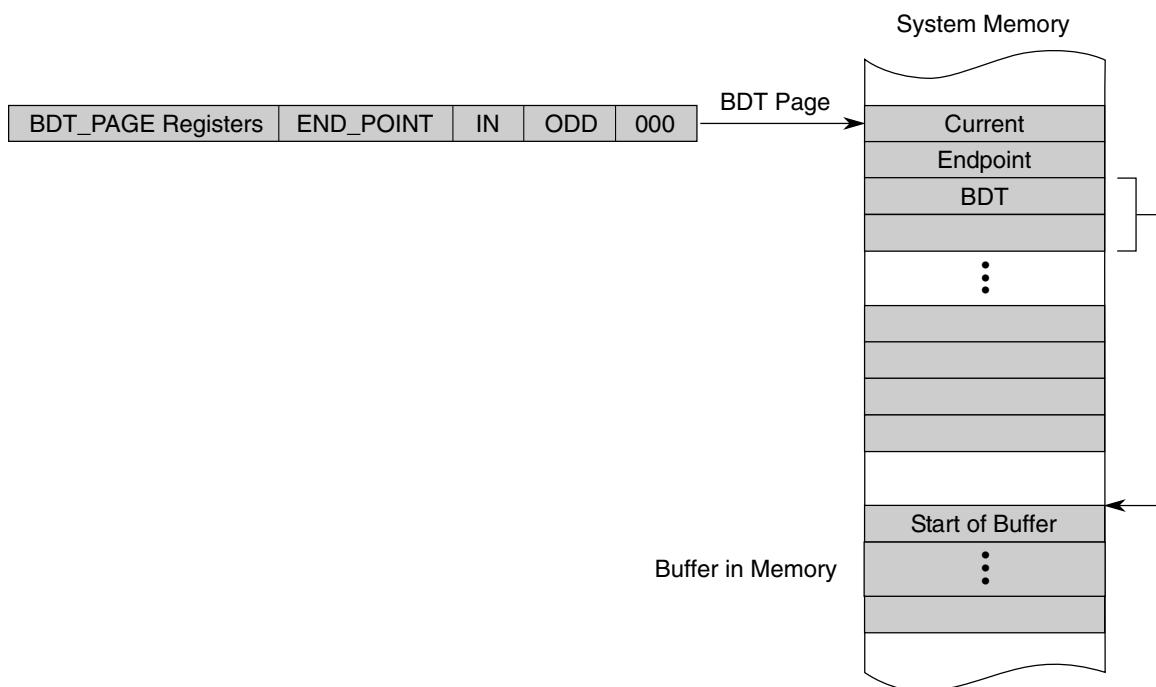 System Memory
BDT_PAGE Registers END_POINT IN ODD 000
BDT Page
Current
Endpoint
BDT
Start of Buffer
Buffer in Memory